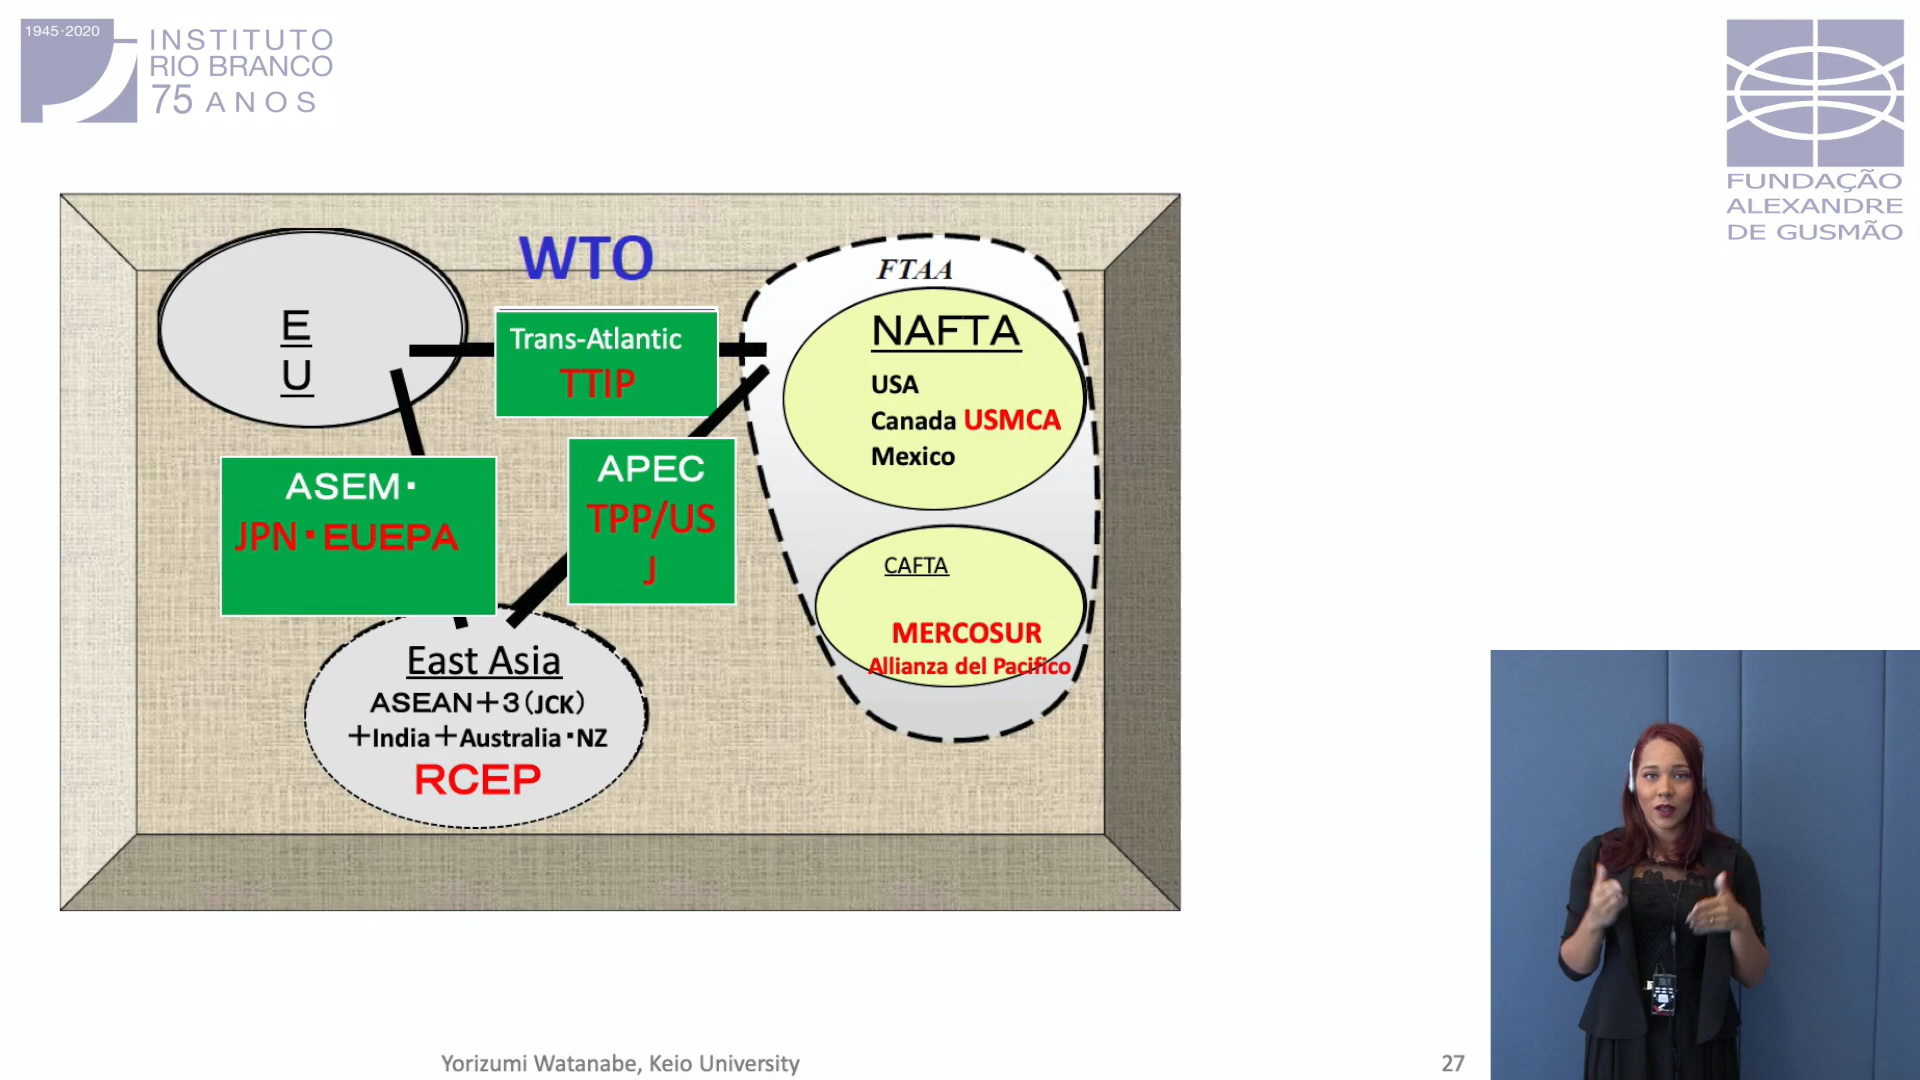 1945·2020
INSTITUTO
RIO BRANCO
75 ANOS
FUNDAÇÃO
ALEXANDRE
DE GUSMÃO
WTO
E
U
Trans-Atlantic
TTIP
FTAA
NAFTA
USA
Canada USMCA
Mexico
ASEM・
JPN・EUEPA
APEC
TPP/US
J
CAFTA
MERCOSUR
Allianza del Pacifico
East Asia
ASEAN+3(JCK)
+India+Australia・NZ
RCEP
Yorizumi Watanabe, Keio University
27